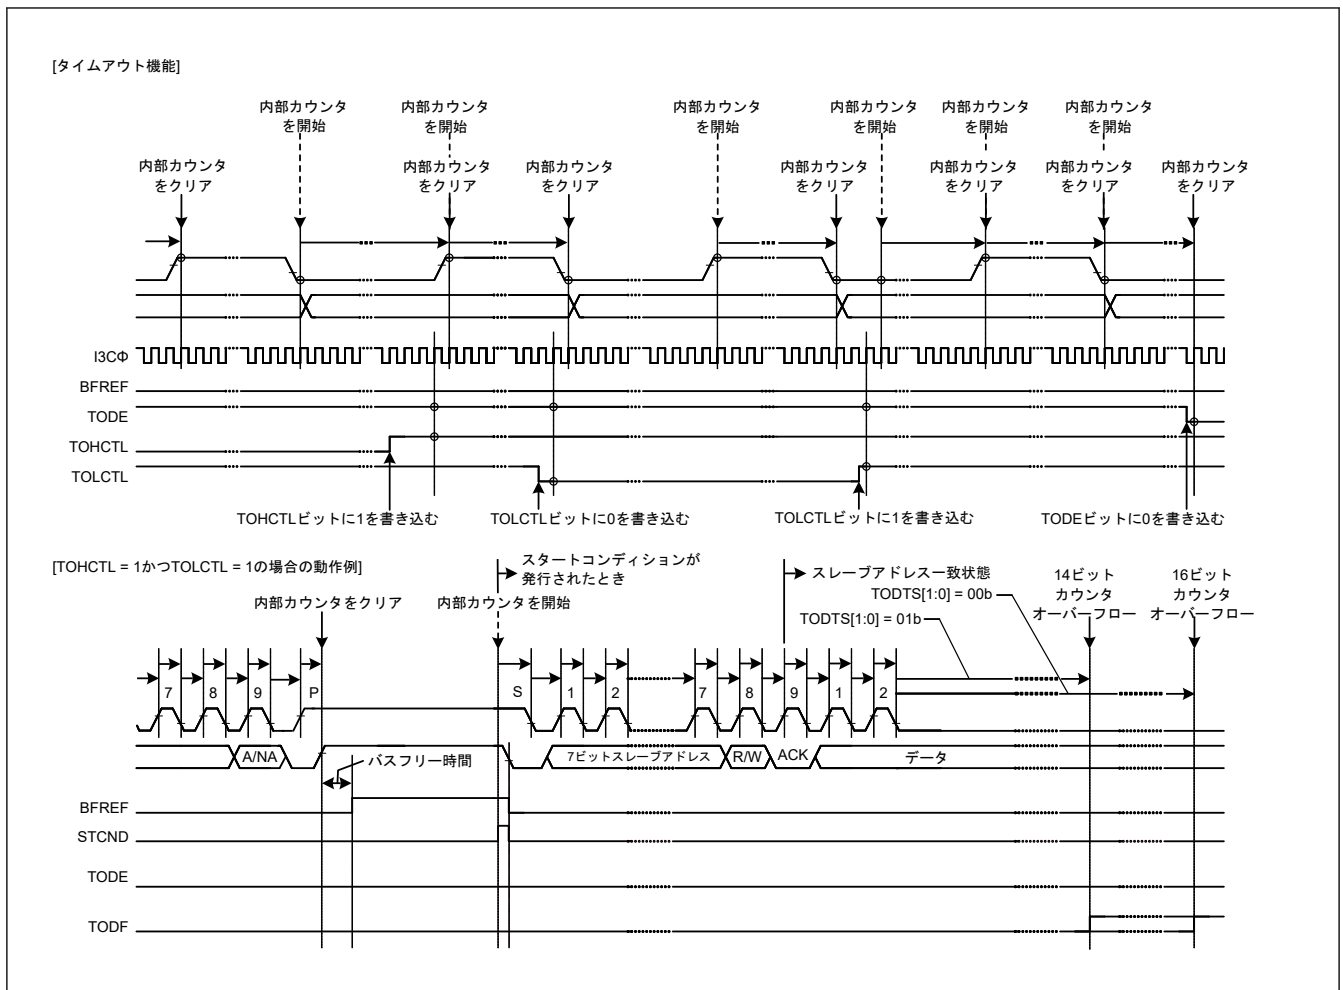 [タイムアウト機能]
内部カウンタ
を開始
内部カウンタ
を開始
内部カウンタ
を開始
内部カウンタ
を開始
内部カウンタ
を開始
内部カウンタ
を開始
内部カウンタ
をクリア
内部カウンタ
をクリア
内部カウンタ
をクリア
内部カウンタ
をクリア
内部カウンタ
をクリア
内部カウンタ
をクリア
内部カウンタ
をクリア
I3CΦ
BFREF
TODE
TOHCTL
TOLCTL
TOHCTLビットに1を書き込む
TOLCTLビットに0を書き込む
TOLCTLビットに1を書き込む
TODEビットに0を書き込む
[TOHCTL = 1かつTOLCTL = 1の場合の動作例]
スタートコンディションが
発行されたとき
スレーブアドレス一致状態
TODTS[1:0] = 00b
TODTS[1:0] = 01b
14ビット
カウンタ
オーバーフロー
16ビット
カウンタ
オーバーフロー
内部カウンタをクリア
内部カウンタを開始
7 8 9 P S 1 2 7 8 9 1 2
A/NA
バスフリー時間
7ビットスレーブアドレス
R/W
ACK
データ
BFREF
STCND
TODE
TODF